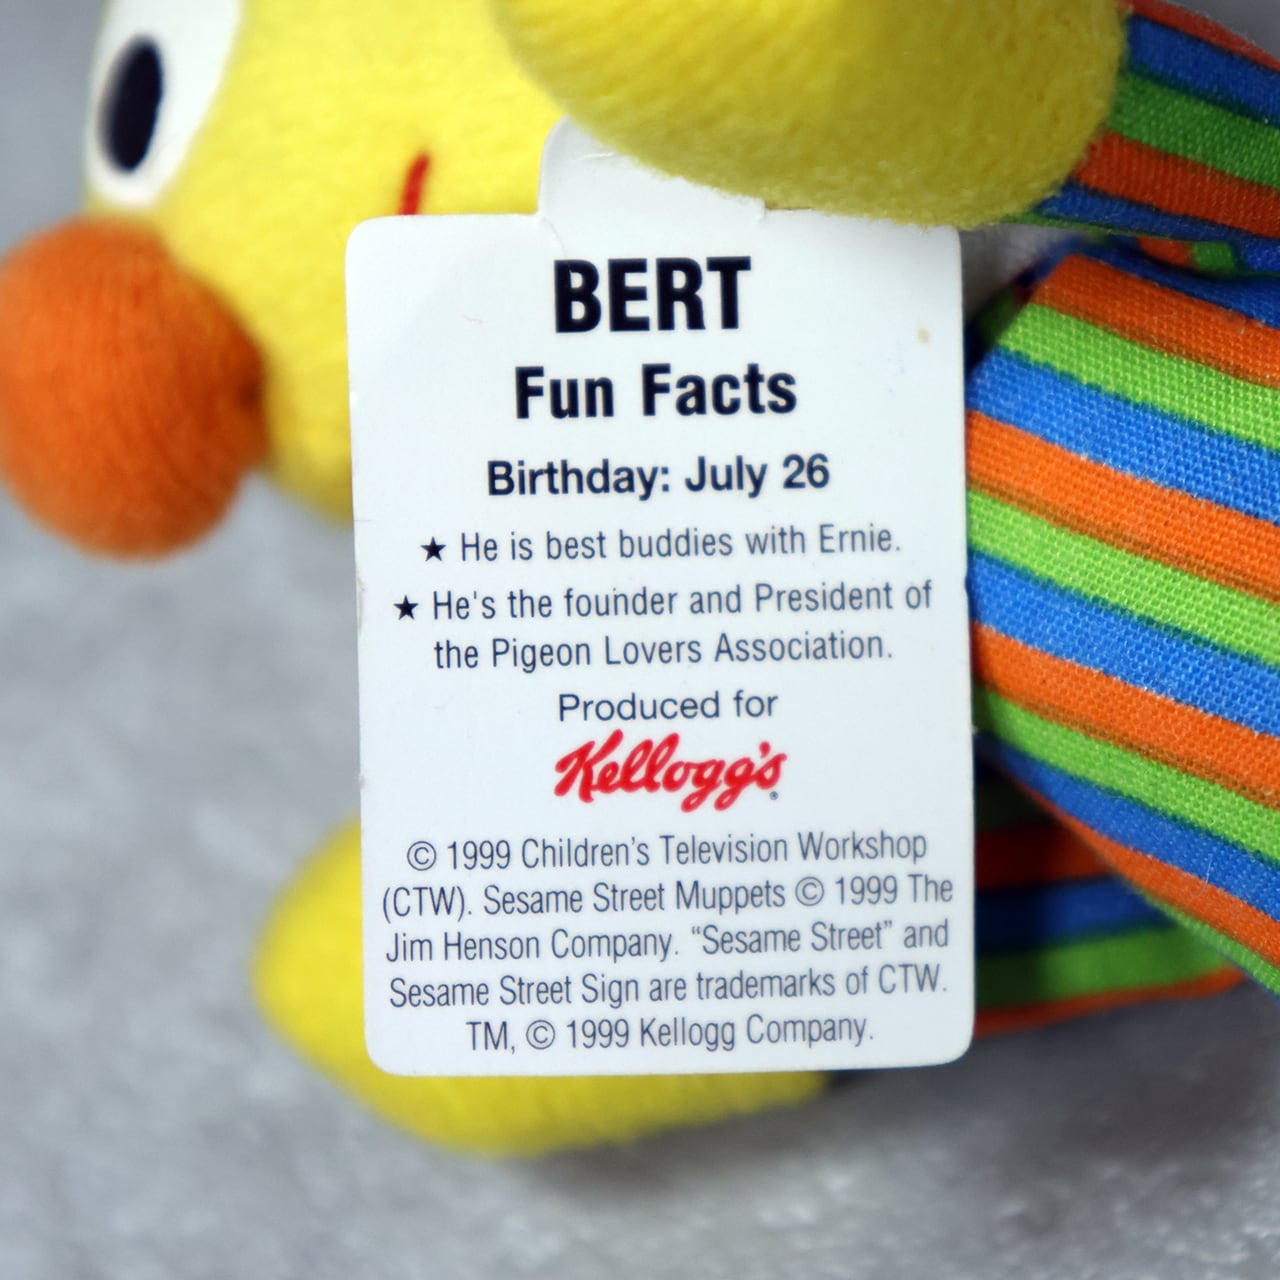 BERT
Fun Facts
Birthday: July 26
★ He is best buddies with Ernie.
★ He's the founder and President of
the Pigeon Lovers Association.
Produced for
Kellogg's®
© 1999 Children's Television Workshop
(CTW). Sesame Street Muppets © 1999 The
Jim Henson Company. “Sesame Street” and
Sesame Street Sign are trademarks of CTW.
TM, © 1999 Kellogg Company.